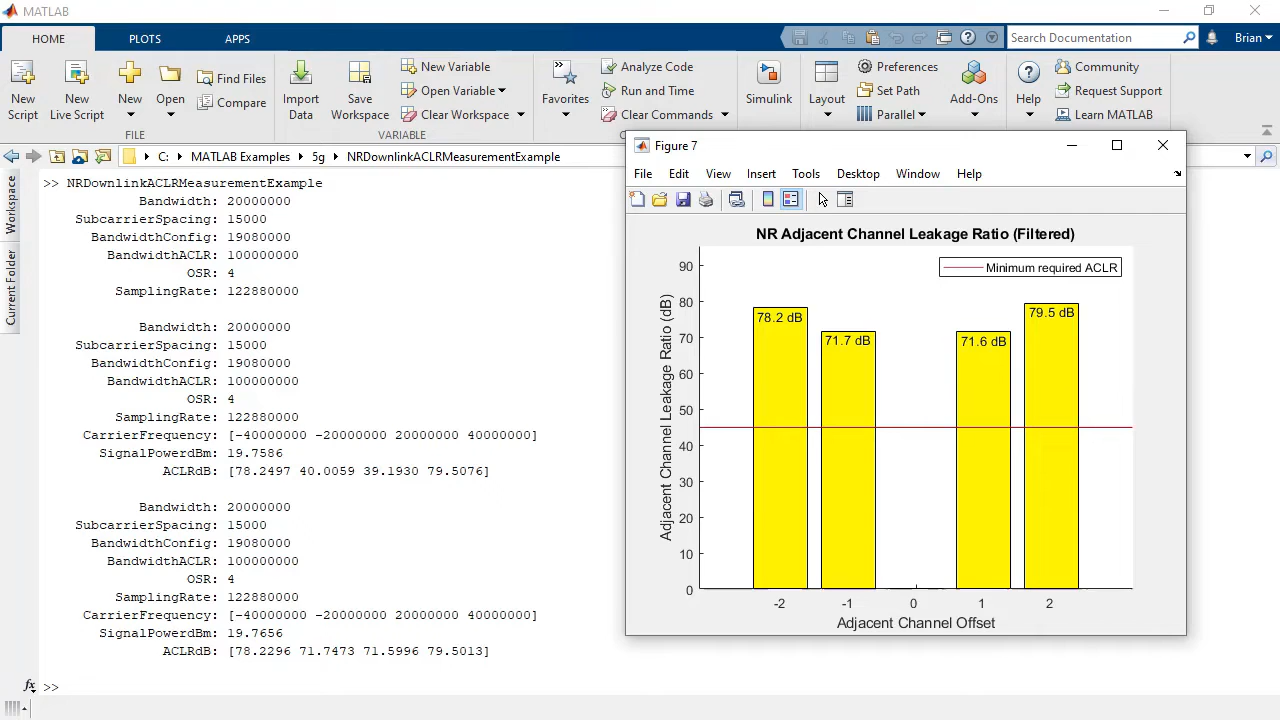 MATLAB
HOME PLOTS APPS
Search Documentation
Brian
New Script
New Live Script
New
Open
Find Files
Compare
FILE
Import Data
Save Workspace
New Variable
Open Variable
Clear Workspace
VARIABLE
Favorites
Analyze Code
Run and Time
Clear Commands
Simulink
Layout
Preferences
Set Path
Parallel
Add-Ons
Help
Community
Request Support
Learn MATLAB
C: MATLAB Examples 5g NRDownlinkACLRMeasurementExample
Workspace
Current Folder
>> NRDownlinkACLRMeasurementExample
Bandwidth: 20000000
SubcarrierSpacing: 15000
BandwidthConfig: 19080000
BandwidthACLR: 100000000
OSR: 4
SamplingRate: 122880000
Bandwidth: 20000000
SubcarrierSpacing: 15000
BandwidthConfig: 19080000
BandwidthACLR: 100000000
OSR: 4
SamplingRate: 122880000
CarrierFrequency: [-40000000 -20000000 20000000 40000000]
SignalPowerdBm: 19.7586
ACLRdB: [78.2497 40.0059 39.1930 79.5076]
Bandwidth: 20000000
SubcarrierSpacing: 15000
BandwidthConfig: 19080000
BandwidthACLR: 100000000
OSR: 4
SamplingRate: 122880000
CarrierFrequency: [-40000000 -20000000 20000000 40000000]
SignalPowerdBm: 19.7656
ACLRdB: [78.2296 71.7473 71.5996 79.5013]
fx >>
Figure 7
File Edit View Insert Tools Desktop Window Help
NR Adjacent Channel Leakage Ratio (Filtered)
Minimum required ACLR
Adjacent Channel Leakage Ratio (dB)
90
80
70
60
50
40
30
20
10
0
78.2 dB
71.7 dB
71.6 dB
79.5 dB
-2 -1 0 1 2
Adjacent Channel Offset